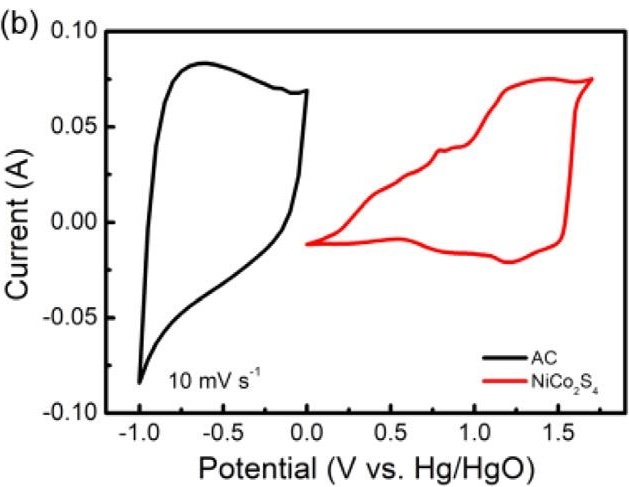 (b)
0.10
0.05
0.00
-0.05
-0.10
Current (A)
AC
NiCo₂S₄
10 mV s⁻¹
-1.0 -0.5 0.0 0.5 1.0 1.5
Potential (V vs. Hg/HgO)